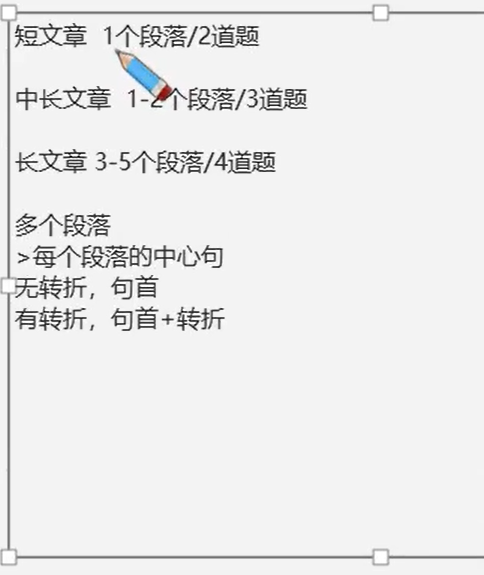 短文章 1个段落/2道题
中长文章 1-2个段落/3道题
长文章 3-5个段落/4道题
多个段落
>每个段落的中心句
无转折，句首
有转折，句首+转折